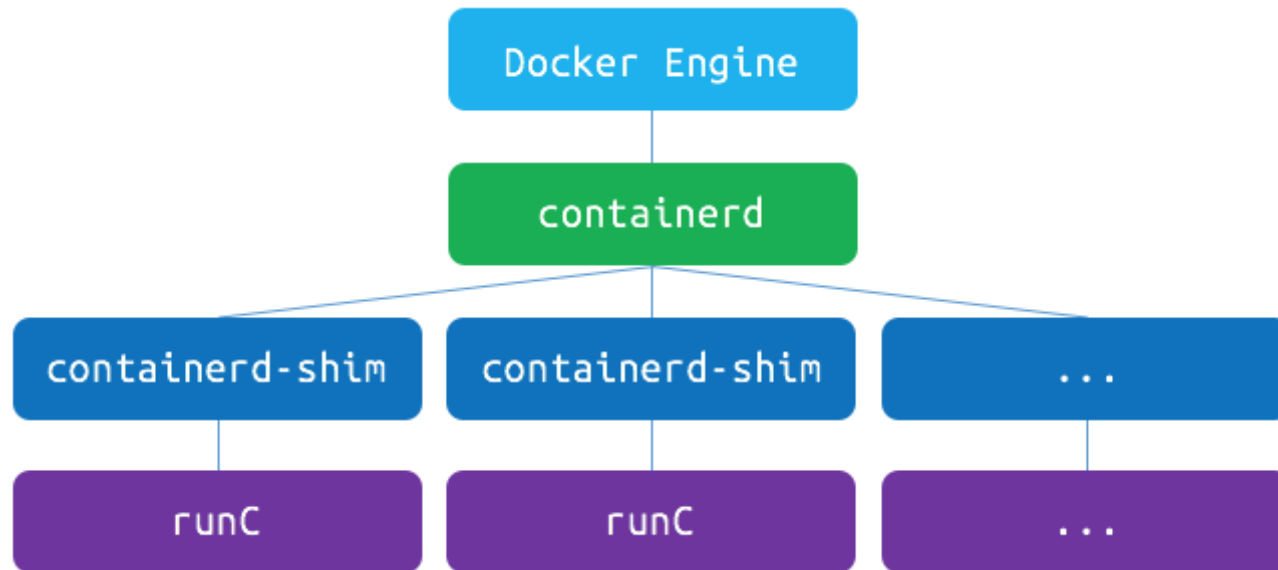 Docker Engine
containerd
containerd-shim
containerd-shim
...
runC
runC
...